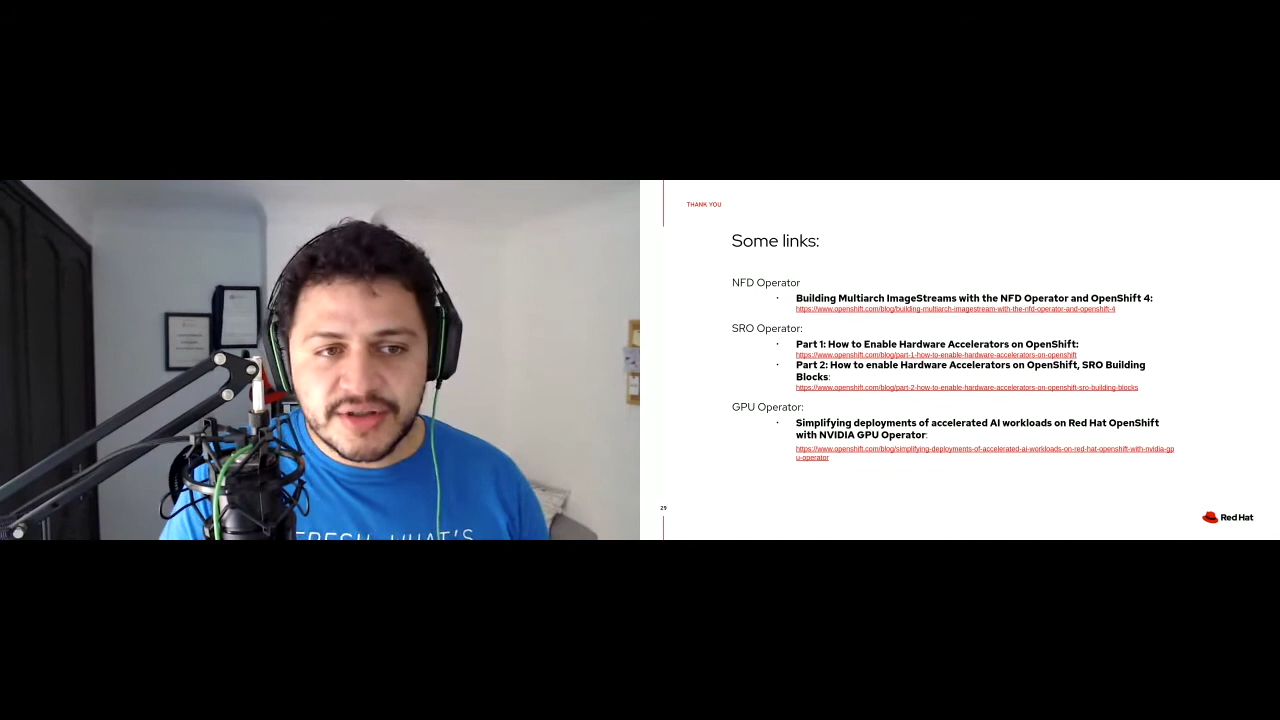 THANK YOU
Some links:
NFD Operator
Building Multiarch ImageStreams with the NFD Operator and OpenShift 4:
https://www.openshift.com/blog/building-multiarch-imagestream-with-the-nfd-operator-and-openshift-4
SRO Operator:
Part 1: How to Enable Hardware Accelerators on OpenShift:
https://www.openshift.com/blog/part-1-how-to-enable-hardware-accelerators-on-openshift
Part 2: How to enable Hardware Accelerators on OpenShift, SRO Building
Blocks:
https://www.openshift.com/blog/part-2-how-to-enable-hardware-accelerators-on-openshift-sro-building-blocks
GPU Operator:
Simplifying deployments of accelerated AI workloads on Red Hat OpenShift
with NVIDIA GPU Operator:
https://www.openshift.com/blog/simplifying-deployments-of-accelerated-ai-workloads-on-red-hat-openshift-with-nvidia-gp
u-operator
29
Red Hat
FRESH WHAT'S